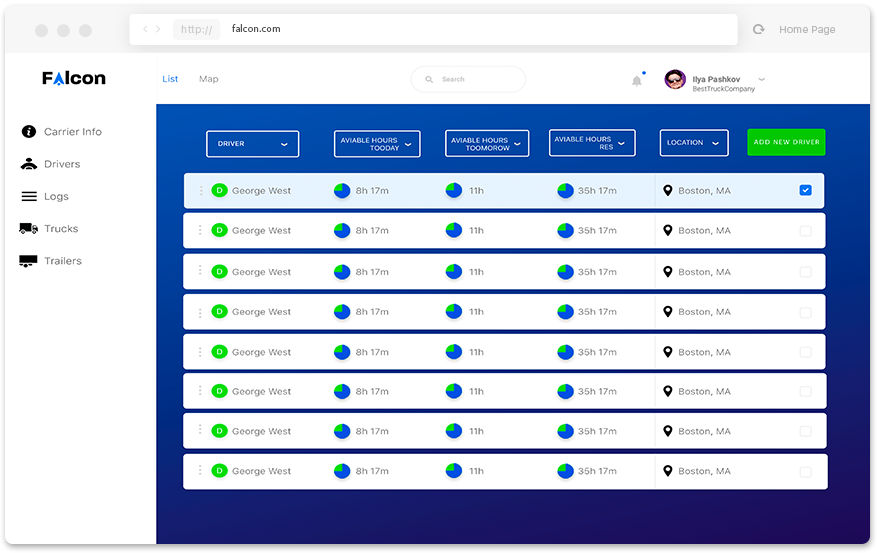 http://
falcon.com
Home Page
FALcon
List
Map
Search
Ilya Pashkov
BestTruckCompany
Carrier Info
Drivers
Logs
Trucks
Trailers
DRIVER
AVIABLE HOURS
TOODAY
AVIABLE HOURS
TOOMOROW
AVIABLE HOURS
RES
LOCATION
ADD NEW DRIVER
D George West 8h 17m 11h 35h 17m Boston, MA
D George West 8h 17m 11h 35h 17m Boston, MA
D George West 8h 17m 11h 35h 17m Boston, MA
D George West 8h 17m 11h 35h 17m Boston, MA
D George West 8h 17m 11h 35h 17m Boston, MA
D George West 8h 17m 11h 35h 17m Boston, MA
D George West 8h 17m 11h 35h 17m Boston, MA
D George West 8h 17m 11h 35h 17m Boston, MA